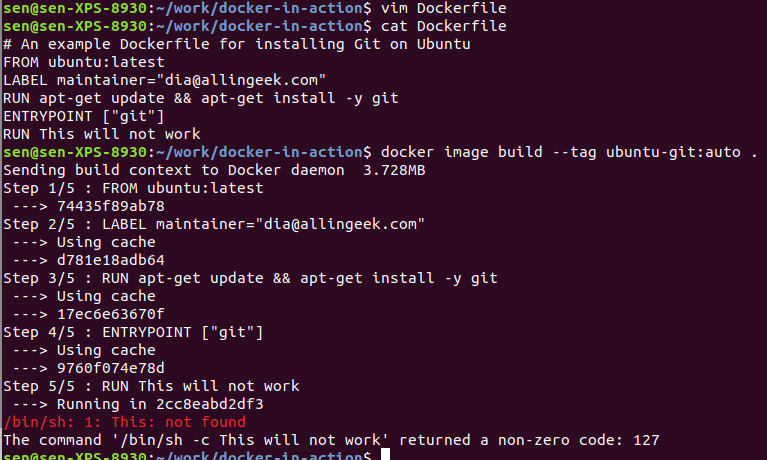 sen@sen-XPS-8930:~/work/docker-in-action$ vim Dockerfile
sen@sen-XPS-8930:~/work/docker-in-action$ cat Dockerfile
# An example Dockerfile for installing Git on Ubuntu
FROM ubuntu:latest
LABEL maintainer="dia@allingeek.com"
RUN apt-get update && apt-get install -y git
ENTRYPOINT ["git"]
RUN This will not work
sen@sen-XPS-8930:~/work/docker-in-action$ docker image build --tag ubuntu-git:auto .
Sending build context to Docker daemon  3.728MB
Step 1/5 : FROM ubuntu:latest
 ---> 74435f89ab78
Step 2/5 : LABEL maintainer="dia@allingeek.com"
 ---> Using cache
 ---> d781e18adb64
Step 3/5 : RUN apt-get update && apt-get install -y git
 ---> Using cache
 ---> 17ec6e63670f
Step 4/5 : ENTRYPOINT ["git"]
 ---> Using cache
 ---> 9760f074e78d
Step 5/5 : RUN This will not work
 ---> Running in 2cc8eabd2df3
/bin/sh: 1: This: not found
The command '/bin/sh -c This will not work' returned a non-zero code: 127
sen@sen-XPS-8930:~/work/docker-in-action$